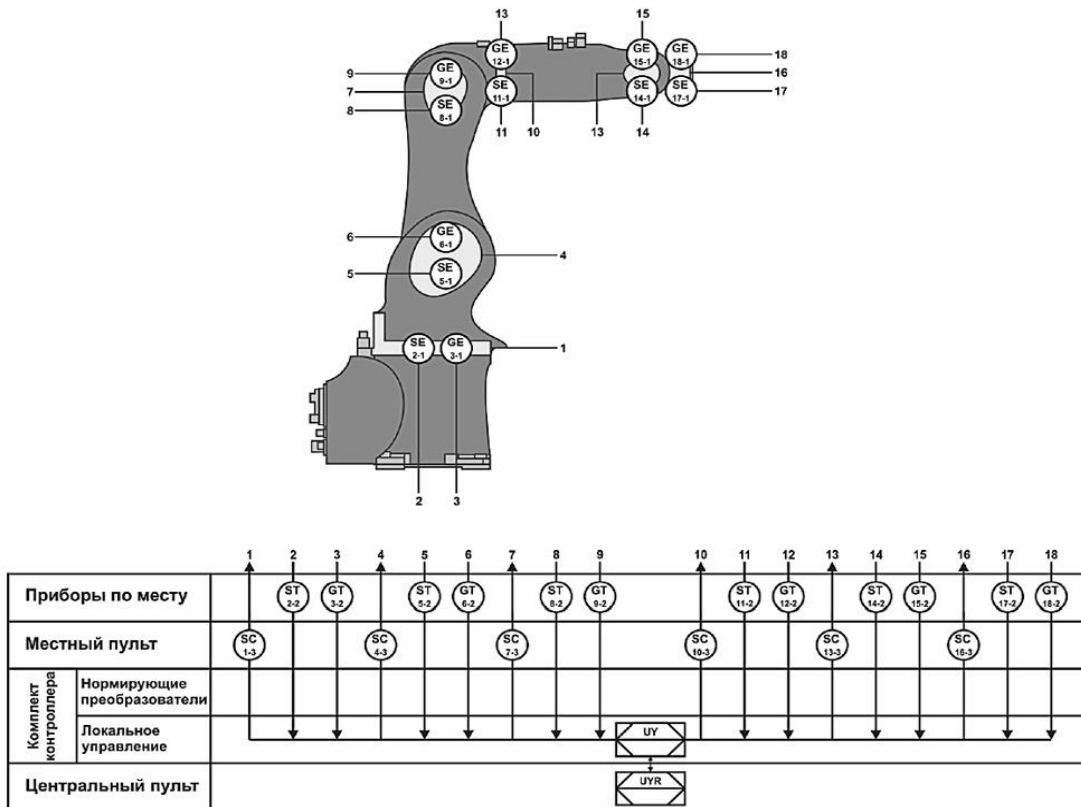 13 15
GE 12-1 GE 15-1 GE 18-1 18
9 GE 9-1 10 13 16
7
8 SE 8-1 SE 11-1 SE 14-1 SE 17-1 17
11 10 13 14
6 GE 6-1
4
5 SE 5-1
SE 2-1 GE 3-1 1
2 3
1 2 3 4 5 6 7 8 9 10 11 12 13 14 15 16 17 18
Приборы по месту ST 2-2 GT 3-2 ST 5-2 GT 6-2 ST 8-2 GT 9-2 ST 11-2 GT 12-2 ST 14-2 GT 15-2 ST 17-2 GT 18-2
Местный пульт SC 1-3 SC 4-3 SC 7-3 SC 10-3 SC 13-3 SC 16-3
Комплект контроллера
Нормирующие
преобразователи
Локальное
управление
UY
Центральный пульт UYR